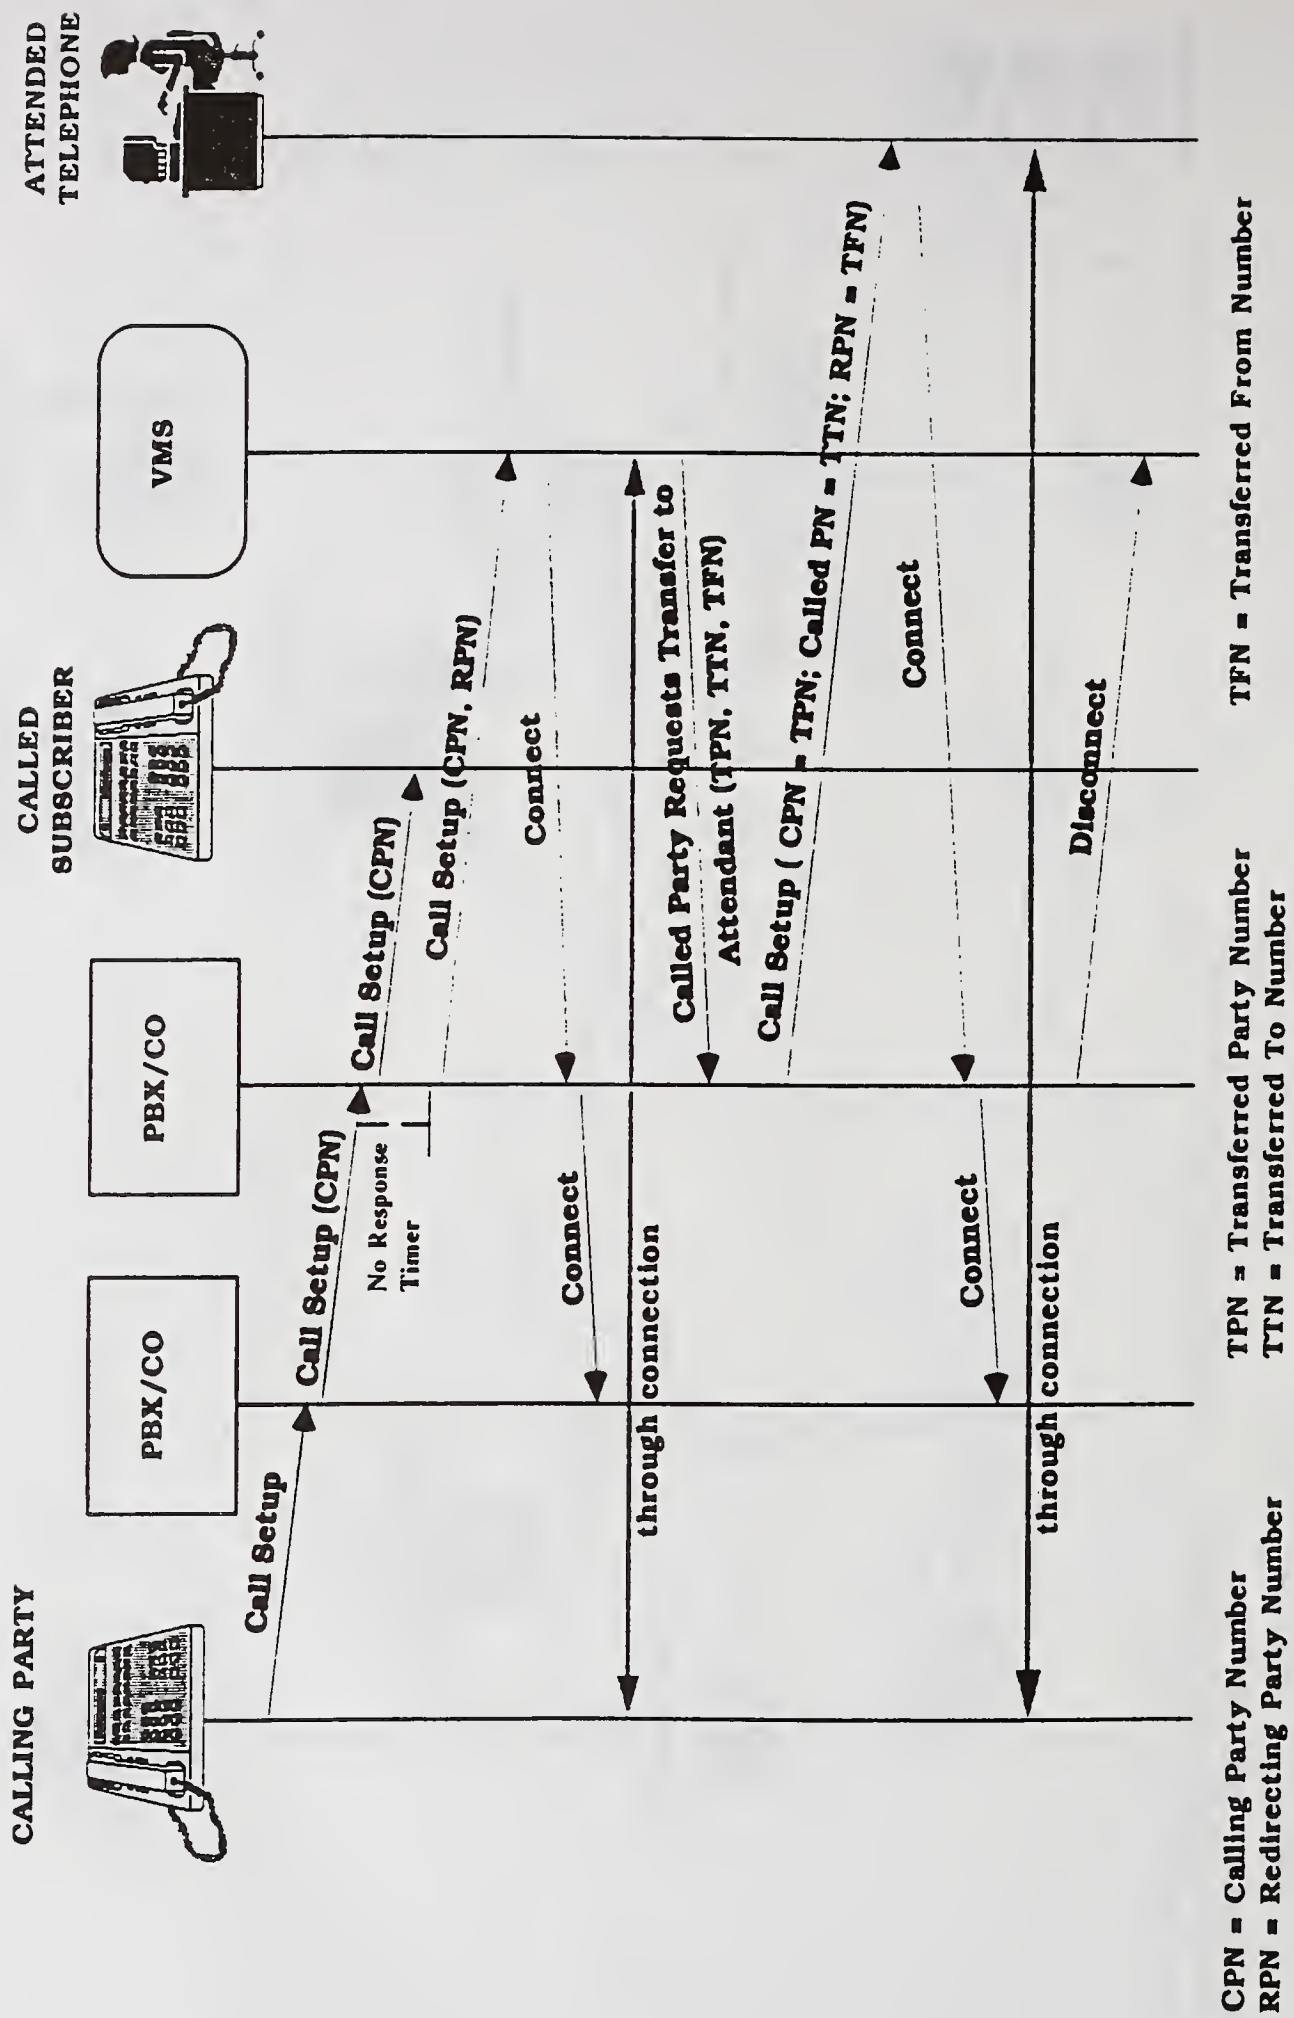 CALLING PARTY
PBX/CO
PBX/CO
CALLED
SUBSCRIBER
VMS
ATTENDED
TELEPHONE
Call Setup
Call Setup (CPN)
Call Setup (CPN)
No Response
Timer
Call Setup (CPN, RPN)
Connect
Connect
through connection
Called Party Requests Transfer to
Attendant (TPN, TTN, TFN)
Call Setup ( CPN = TPN; Called PN = TTN; RPN = TFN)
Connect
Connect
through connection
Disconnect
CPN = Calling Party Number
RPN = Redirecting Party Number
TPN = Transferred Party Number
TTN = Transferred To Number
TFN = Transferred From Number